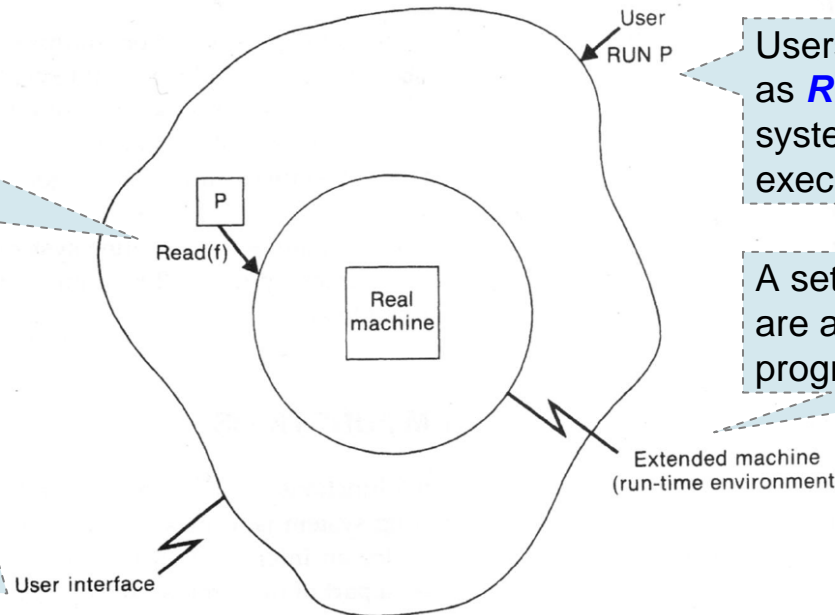 User
RUN P
User
as R
syste
exec
P
Read(f)
Real
machine
A set
are a
progr
Extended machine
(run-time environment
User interface